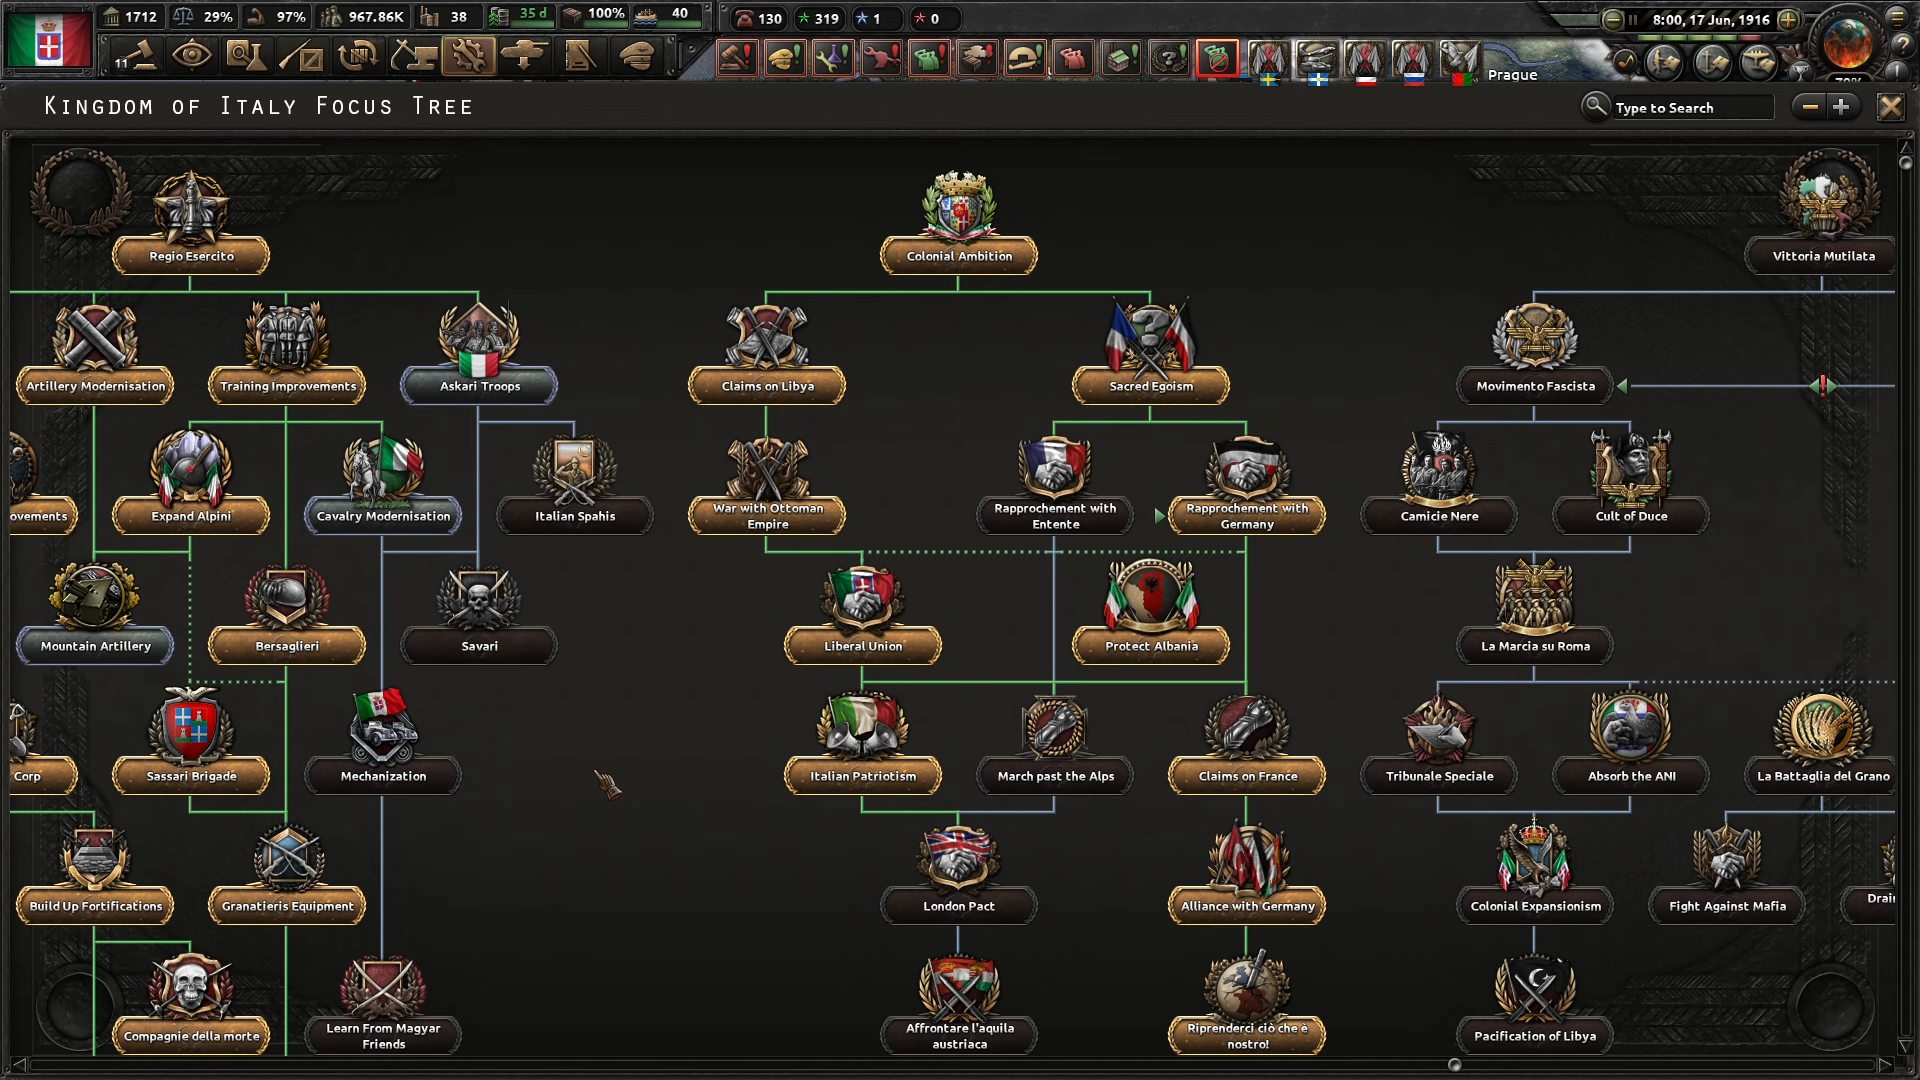 1712
29%
97%
967.86K
38
35 d
100%
40
130
319
1
0
8:00, 17 Jun, 1916
11
Prague
Kingdom of Italy Focus Tree
Type to Search
Regio Esercito
Colonial Ambition
Vittoria Mutilata
Artillery Modernisation
Training Improvements
Askari Troops
Claims on Libya
Sacred Egoism
Movimento Fascista
ovements
Expand Alpini
Cavalry Modernisation
Italian Spahis
War with Ottoman
Empire
Rapprochement with
Entente
Rapprochement with
Germany
Camicie Nere
Cult of Duce
Mountain Artillery
Bersaglieri
Savari
Liberal Union
Protect Albania
La Marcia su Roma
Corp
Sassari Brigade
Mechanization
Italian Patriotism
March past the Alps
Claims on France
Tribunale Speciale
Absorb the ANI
La Battaglia del Grano
Build Up Fortifications
Granatieris Equipment
London Pact
Alliance with Germany
Colonial Expansionism
Fight Against Mafia
Drai
Compagnie della morte
Learn From Magyar
Friends
Affrontare l'aquila
austriaca
Riprenderci ciò che è
nostro!
Pacification of Libya